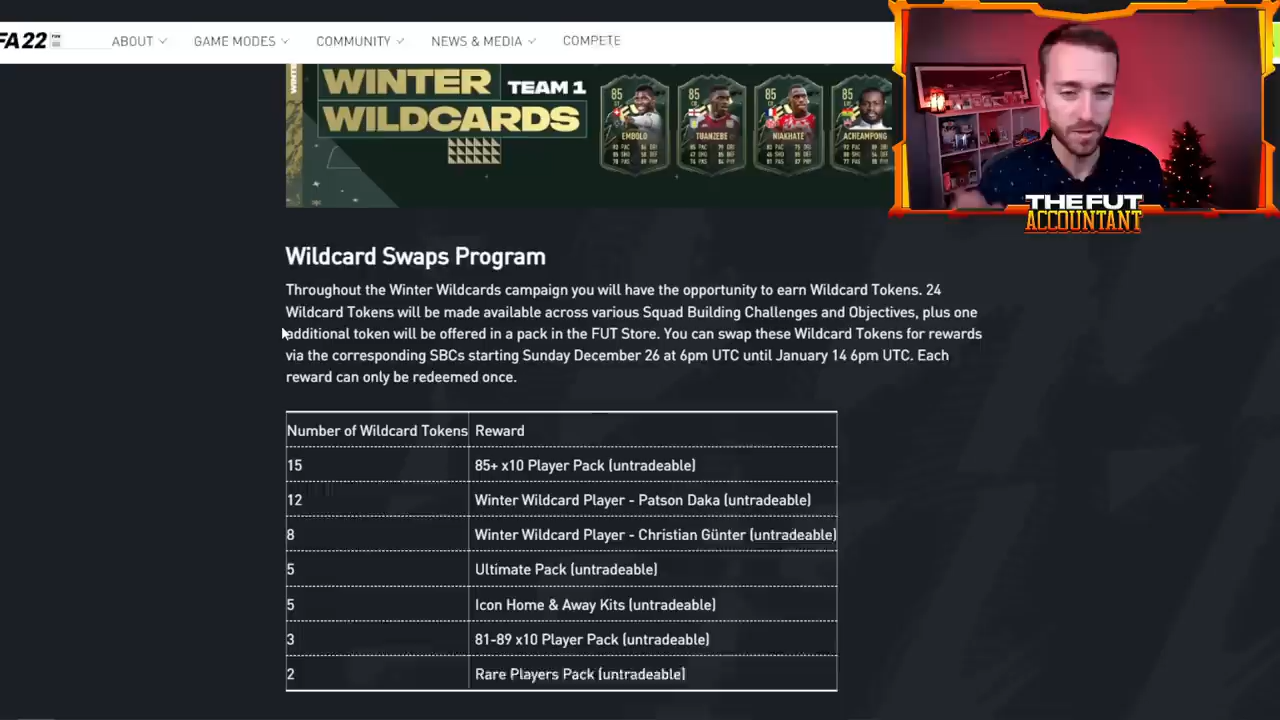 FA 22
ABOUT
GAME MODES
COMMUNITY
NEWS & MEDIA
COMPETE
WINTER
WILDCARDS
TEAM 1
85
EMBOLO
85
TUANZEBE
85
NIAKHATE
85
ACHEAMPONG
THE FUT
ACCOUNTANT
Wildcard Swaps Program
Throughout the Winter Wildcards campaign you will have the opportunity to earn Wildcard Tokens. 24
Wildcard Tokens will be made available across various Squad Building Challenges and Objectives, plus one
additional token will be offered in a pack in the FUT Store. You can swap these Wildcard Tokens for rewards
via the corresponding SBCs starting Sunday December 26 at 6pm UTC until January 14 6pm UTC. Each
reward can only be redeemed once.
Number of Wildcard Tokens Reward
15 85+ x10 Player Pack (untradeable)
12 Winter Wildcard Player - Patson Daka (untradeable)
8 Winter Wildcard Player - Christian Günter (untradeable)
5 Ultimate Pack (untradeable)
5 Icon Home & Away Kits (untradeable)
3 81-89 x10 Player Pack (untradeable)
2 Rare Players Pack (untradeable)